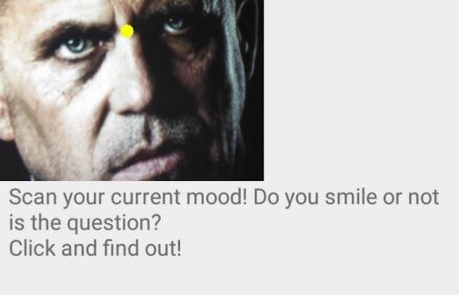 Scan your current mood! Do you smile or not
is the question?
Click and find out!